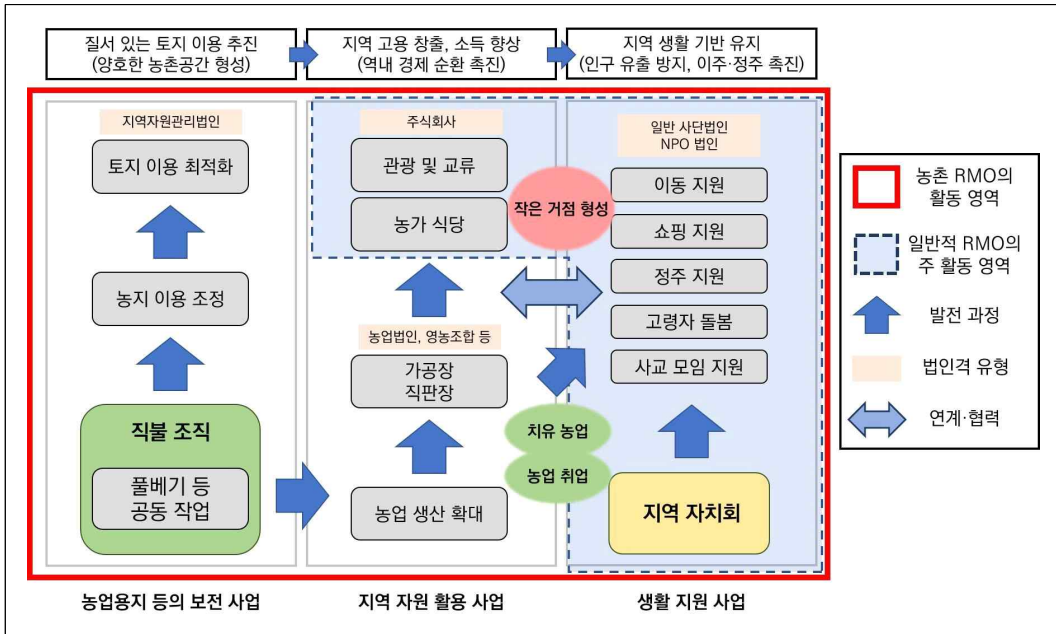 질서 있는 토지 이용 추진
(양호한 농촌공간 형성)
지역 고용 창출, 소득 향상
(역내 경제 순환 촉진)
지역 생활 기반 유지
(인구 유출 방지, 이주·정주 촉진)
지역자원관리법인
토지 이용 최적화
농지 이용 조정
직불 조직
풀베기 등
공동 작업
농업용지 등의 보전 사업
주식회사
관광 및 교류
농가 식당
작은 거점 형성
농업법인, 영농조합 등
가공장
직판장
치유 농업
농업 취업
농업 생산 확대
지역 자원 활용 사업
일반 사단법인
NPO 법인
이동 지원
쇼핑 지원
정주 지원
고령자 돌봄
사교 모임 지원
지역 자치회
생활 지원 사업
농촌 RMO의
활동 영역
일반적 RMO의
주 활동 영역
발전 과정
법인격 유형
연계·협력